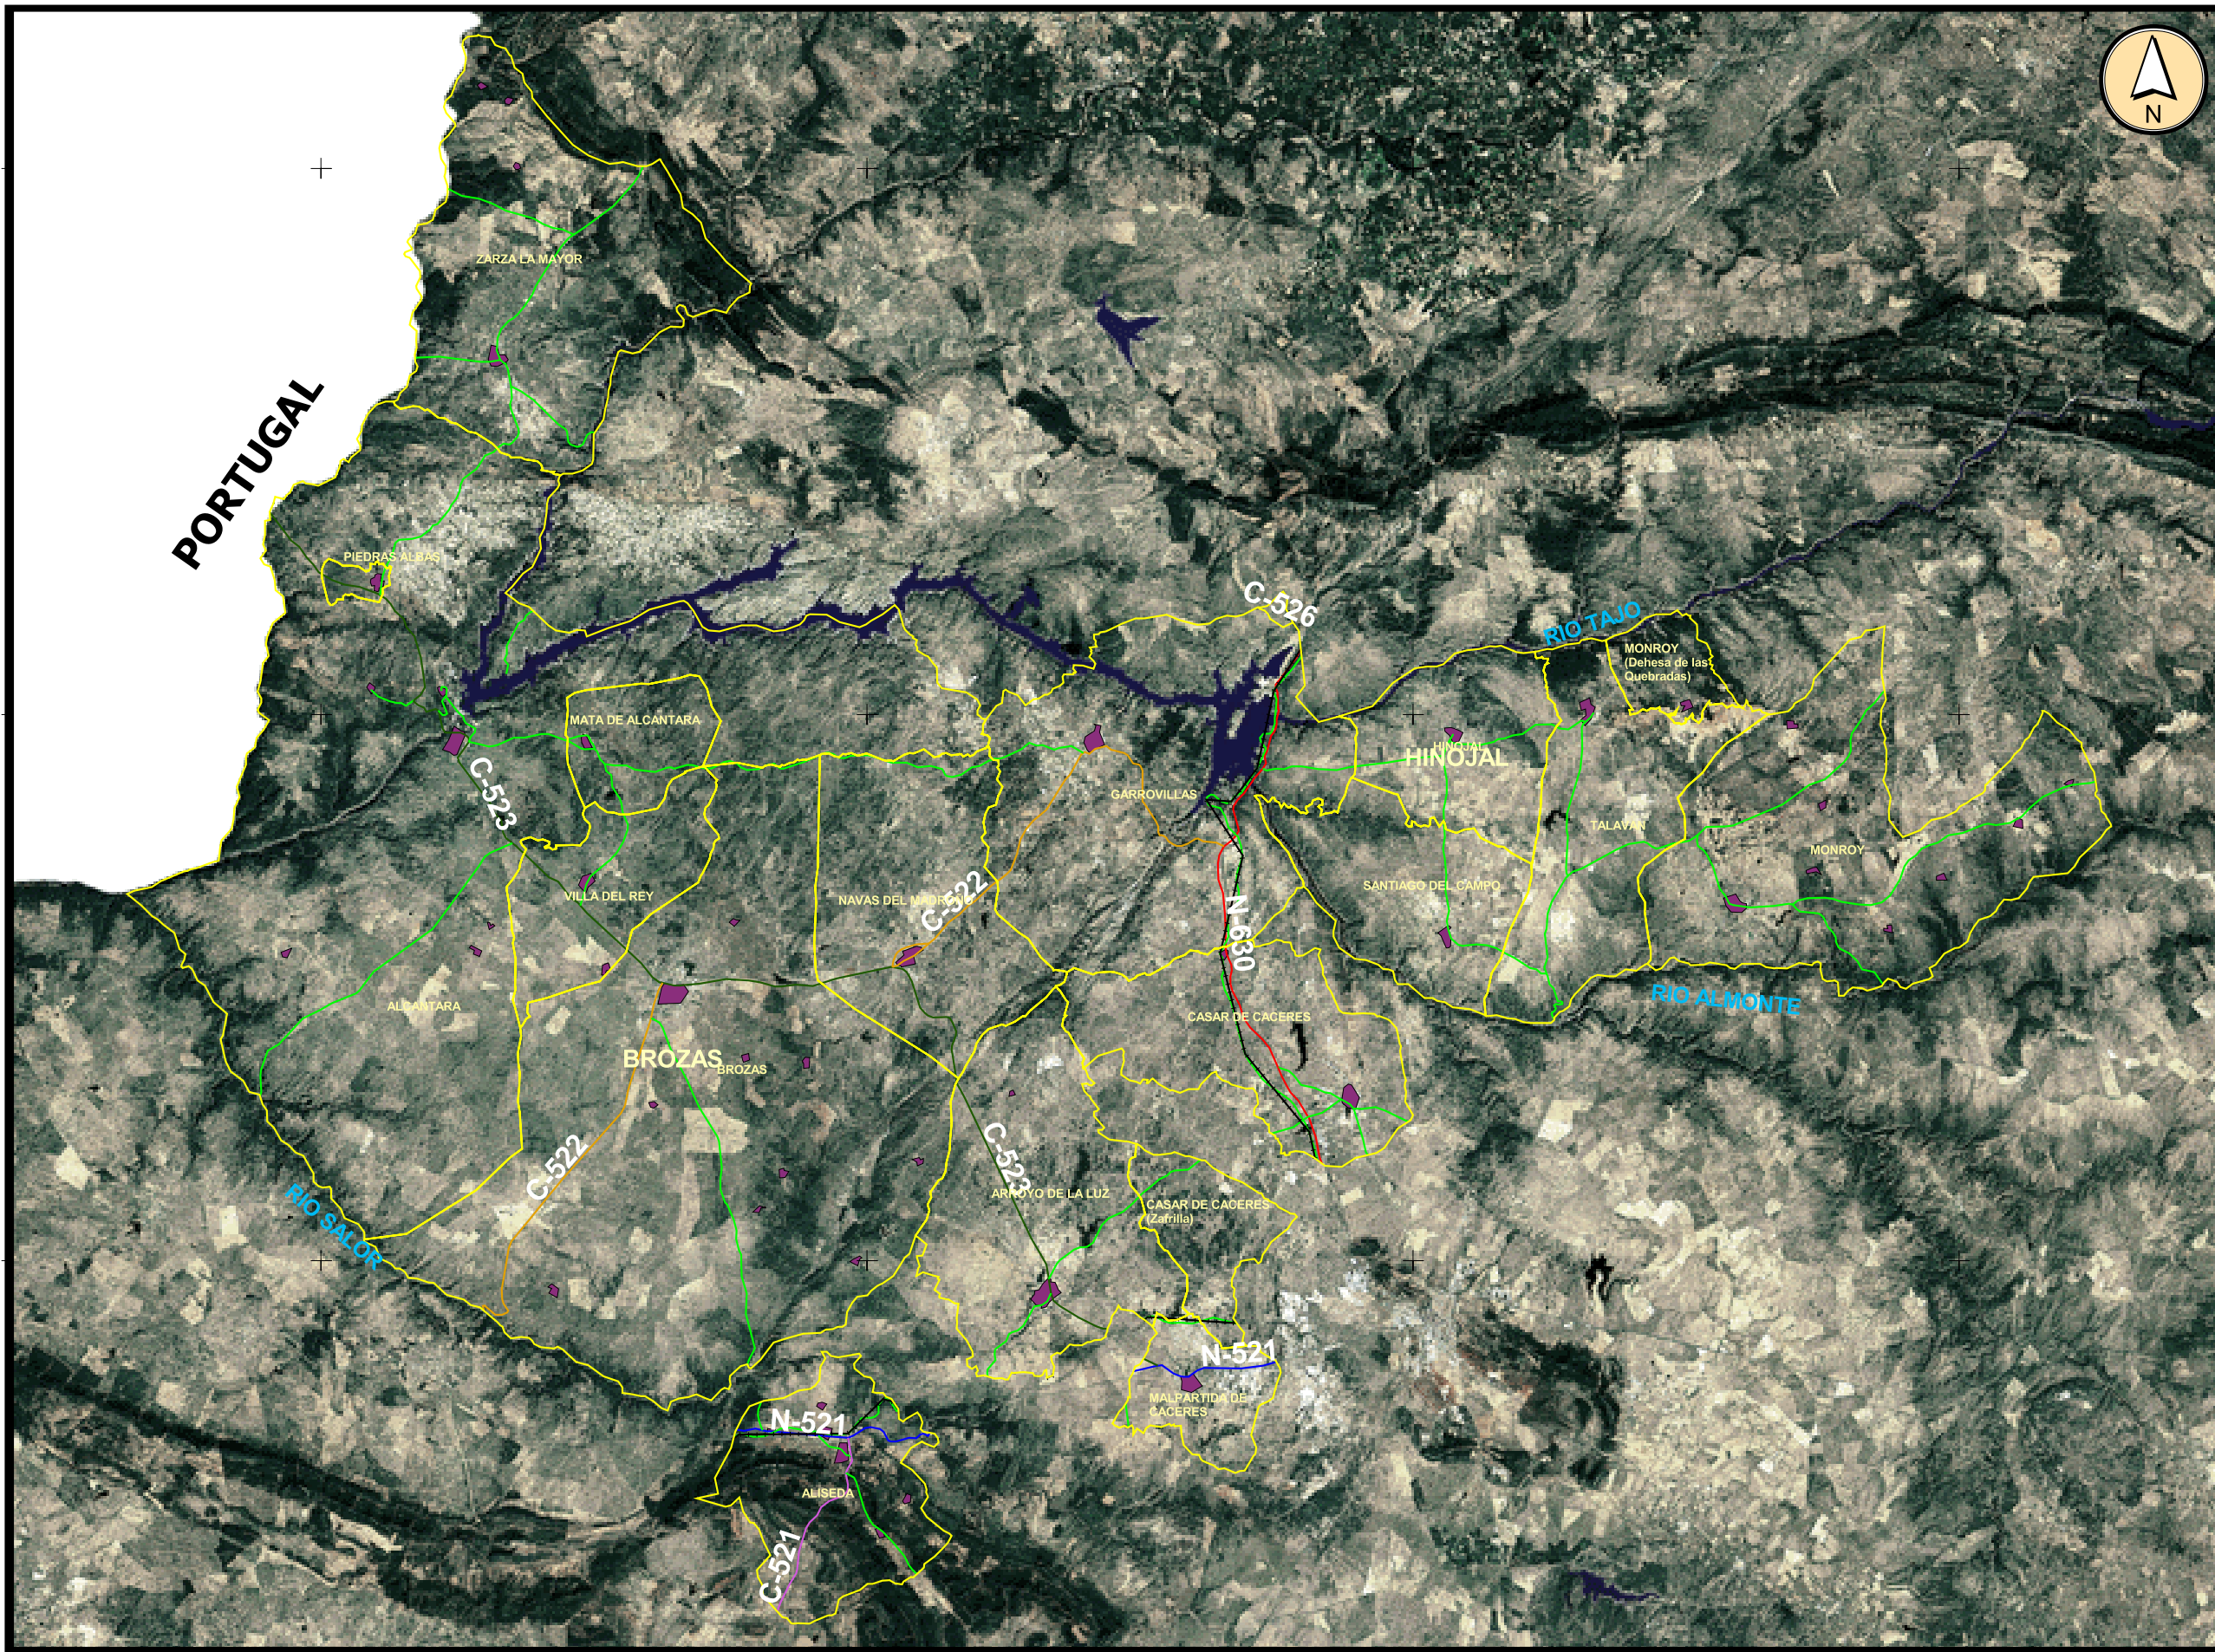 N
ZARZA LA MAYOR
PORTUGAL
PIEDRAS ALBAS
C-526
RIO TAJO
MONROY
(Dehesa de las
Quebradas)
MATA DE ALCANTARA
HINOJAL
HINOJAL
C-523
GARROVILLAS
TALAVAN
MONROY
VILLA DEL REY
NAVAS DEL MADROÑO
C-522
SANTIAGO DEL CAMPO
N-630
ALCANTARA
RIO ALMONTE
CASAR DE CACERES
BROZAS
BROZAS
C-522
C-523
ARROYO DE LA LUZ
CASAR DE CACERES
(Zafrilla)
RIO SALOR
N-521
MALPARTIDA DE
CACERES
N-521
ALISEDA
C-521